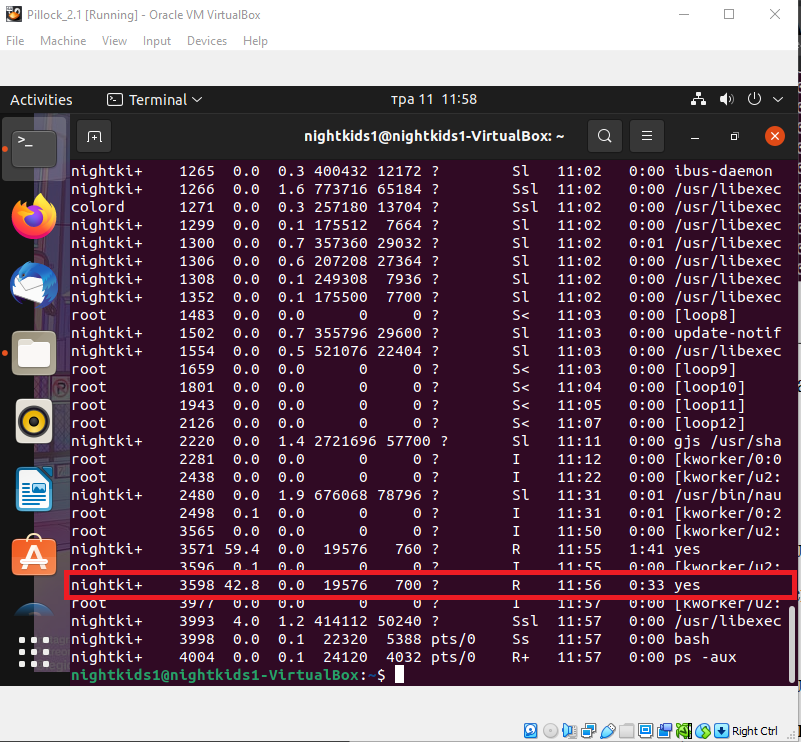 Pillock_2.1 [Running] - Oracle VM VirtualBox
File Machine View Input Devices Help
Activities Terminal тра 11 11:58
nightkids1@nightkids1-VirtualBox: ~
nightki+ 1265 0.0 0.3 400432 12172 ? Sl 11:02 0:00 ibus-daemon
nightki+ 1266 0.0 1.6 773716 65184 ? Ssl 11:02 0:00 /usr/libexec
colord 1271 0.0 0.3 257180 13704 ? Ssl 11:02 0:00 /usr/libexec
nightki+ 1299 0.0 0.1 175512 7664 ? Sl 11:02 0:00 /usr/libexec
nightki+ 1300 0.0 0.7 357360 29032 ? Sl 11:02 0:01 /usr/libexec
nightki+ 1306 0.0 0.6 207208 27364 ? Sl 11:02 0:00 /usr/libexec
nightki+ 1308 0.0 0.1 249308 7936 ? Sl 11:02 0:00 /usr/libexec
nightki+ 1352 0.0 0.1 175500 7700 ? Sl 11:02 0:00 /usr/libexec
root 1483 0.0 0.0 0 0 ? S< 11:03 0:00 [loop8]
nightki+ 1502 0.0 0.7 355796 29600 ? Sl 11:03 0:00 update-notif
nightki+ 1554 0.0 0.5 521076 22404 ? Sl 11:03 0:00 /usr/libexec
root 1659 0.0 0.0 0 0 ? S< 11:03 0:00 [loop9]
root 1801 0.0 0.0 0 0 ? S< 11:04 0:00 [loop10]
root 1943 0.0 0.0 0 0 ? S< 11:05 0:00 [loop11]
root 2126 0.0 0.0 0 0 ? S< 11:07 0:00 [loop12]
nightki+ 2220 0.0 1.4 2721696 57700 ? Sl 11:11 0:00 gjs /usr/sha
root 2281 0.0 0.0 0 0 ? I 11:12 0:00 [kworker/0:0
root 2438 0.0 0.0 0 0 ? I 11:22 0:00 [kworker/u2:
nightki+ 2480 0.0 1.9 676068 78796 ? Sl 11:31 0:01 /usr/bin/nau
root 2498 0.1 0.0 0 0 ? I 11:31 0:01 [kworker/0:2
root 3565 0.0 0.0 0 0 ? I 11:50 0:00 [kworker/u2:
nightki+ 3571 59.4 0.0 19576 760 ? R 11:55 1:41 yes
root 3596 0.1 0.0 0 0 ? I 11:55 0:00 [kworker/u2:
nightki+ 3598 42.8 0.0 19576 700 ? R 11:56 0:33 yes
root 3977 0.0 0.0 0 0 ? I 11:57 0:00 [kworker/u2:
nightki+ 3993 4.0 1.2 414112 50240 ? Ssl 11:57 0:00 /usr/libexec
nightki+ 3998 0.0 0.1 22320 5388 pts/0 Ss 11:57 0:00 bash
nightki+ 4004 0.0 0.1 24120 4032 pts/0 R+ 11:57 0:00 ps -aux
nightkids1@nightkids1-VirtualBox:~$
Right Ctrl